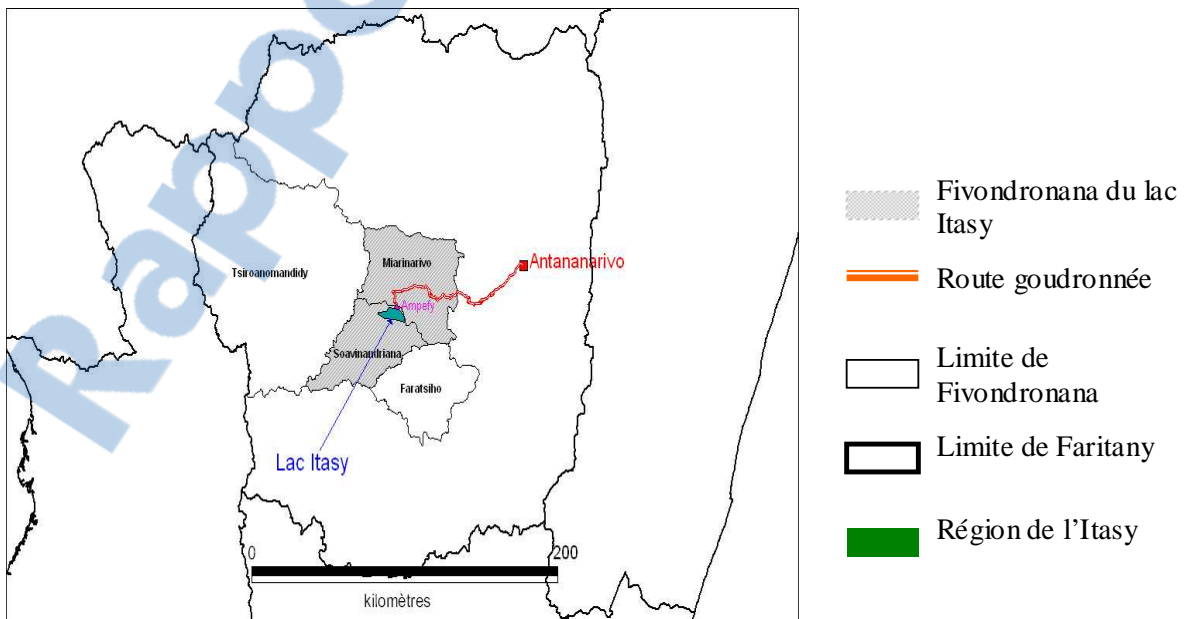 Rappo
Tsiroanomandidy
Miarinarivo
Antananarivo
Ampefy
Soavinandriana
Faratsiho
Lac Itasy
0 200
kilomètres
Fivondronana du lac
Itasy
Route goudronnée
Limite de
Fivondronana
Limite de Faritany
Région de l'Itasy